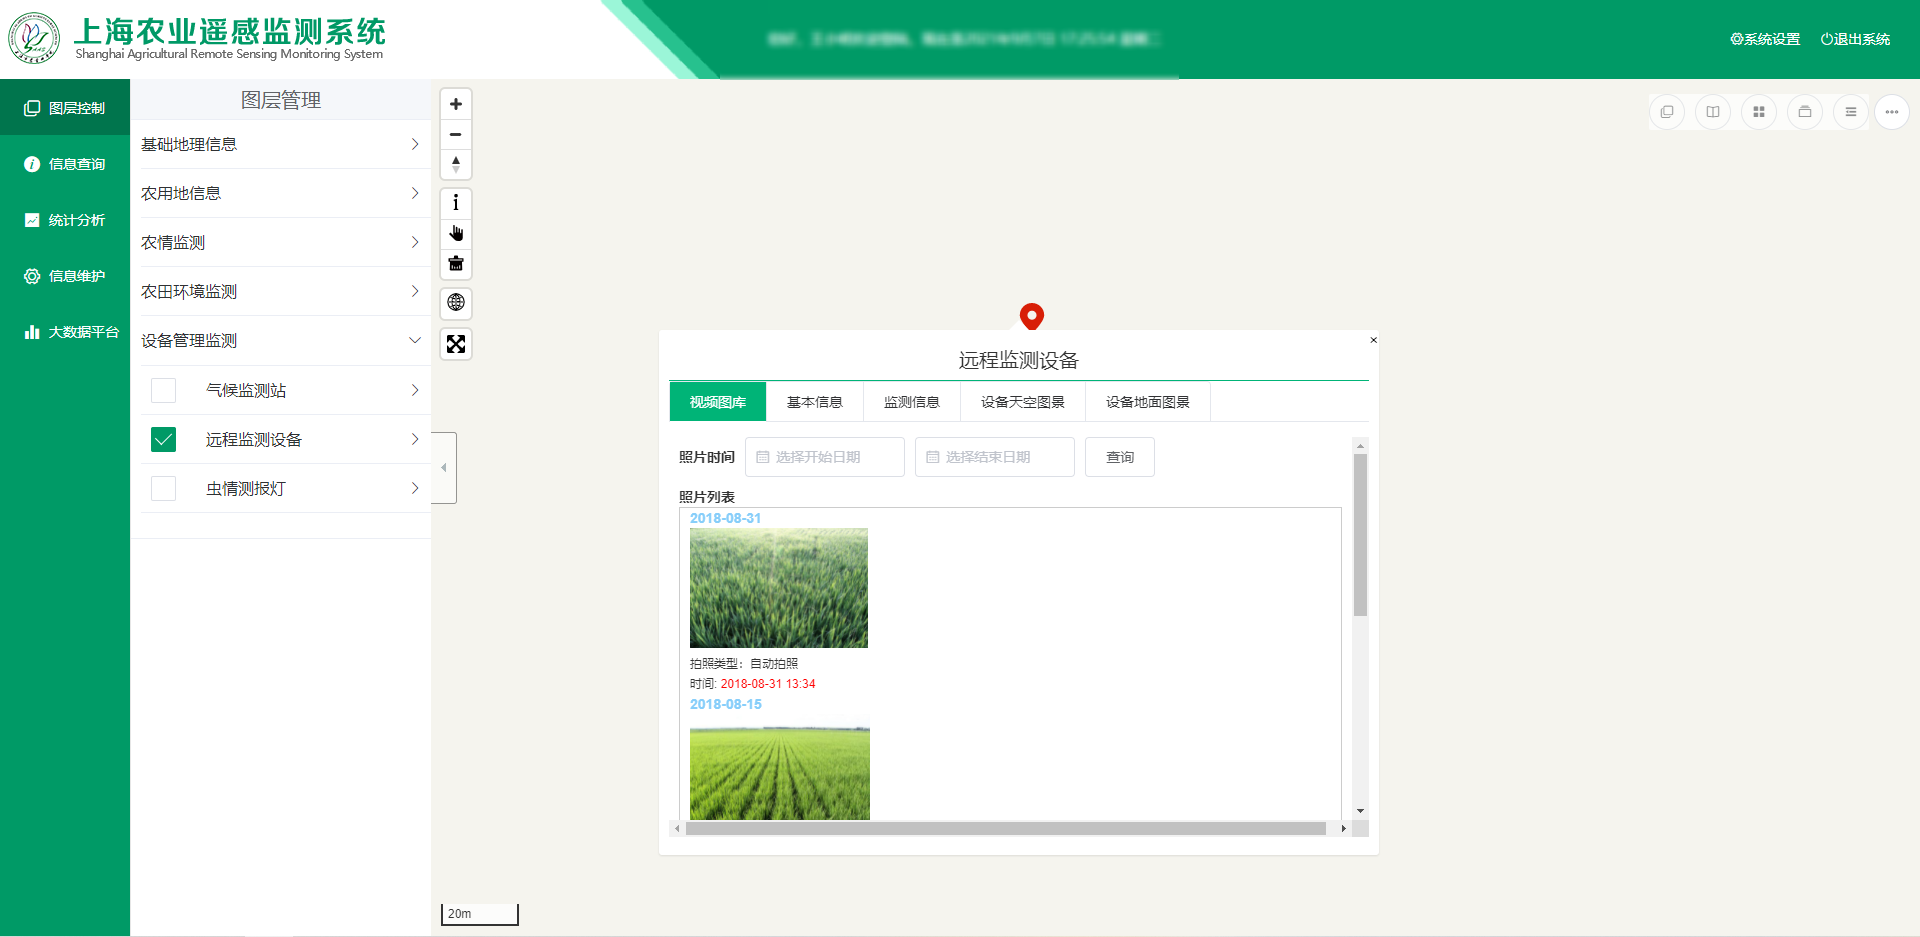 上海农业遥感监测系统
Shanghai Agricultural Remote Sensing Monitoring System
系统设置
退出系统
图层控制
信息查询
统计分析
信息维护
大数据平台
图层管理
基础地理信息
农用地信息
农情监测
农田环境监测
设备管理监测
气候监测站
远程监测设备
虫情测报灯
远程监测设备
视频图库
基本信息
监测信息
设备天空图景
设备地面图景
照片时间
选择开始日期
选择结束日期
查询
照片列表
2018-08-31
拍照类型：自动拍照
时间: 2018-08-31 13:34
2018-08-15
20m